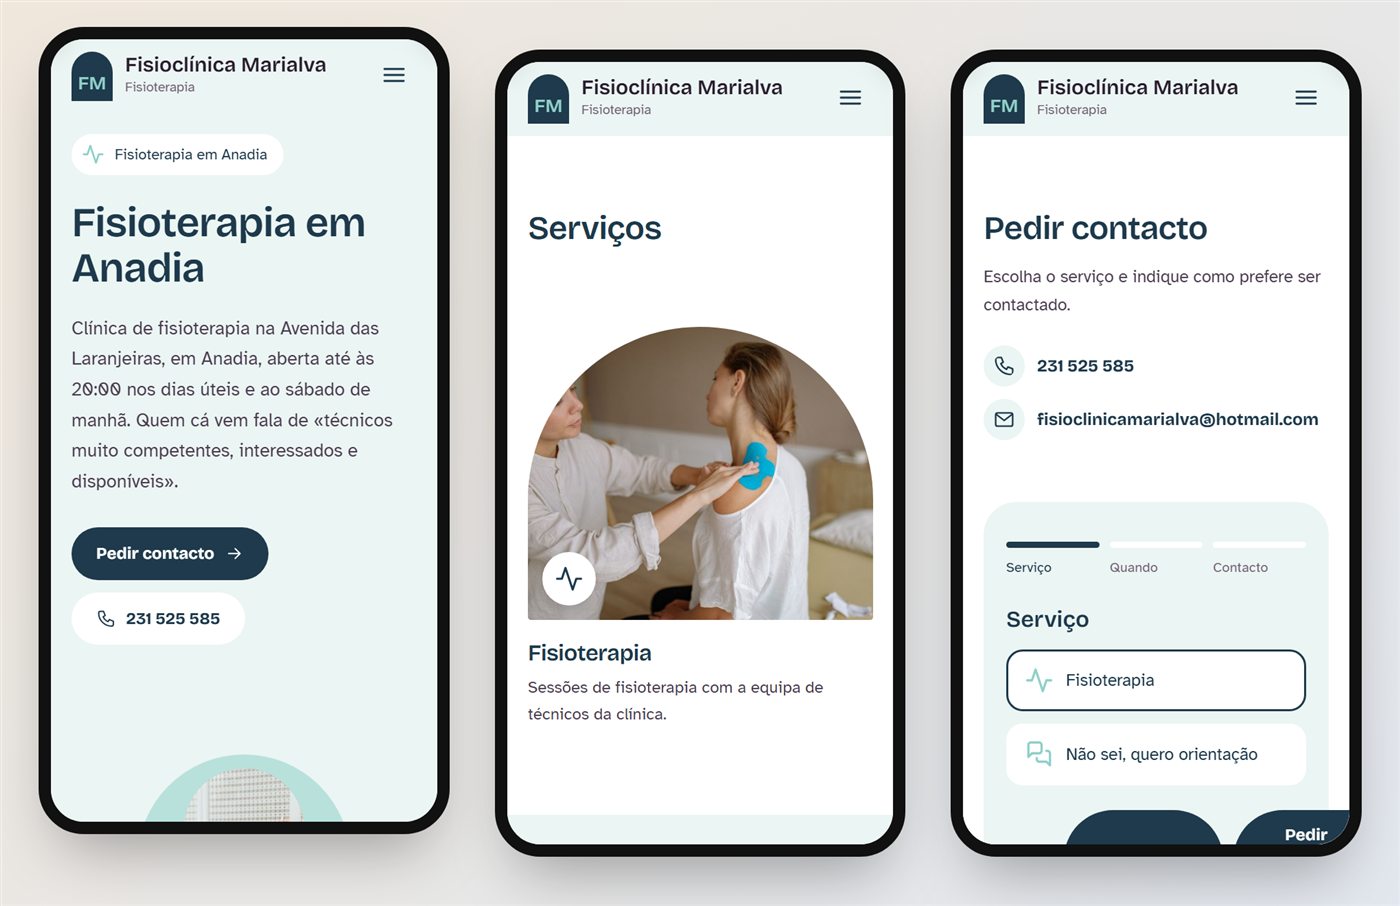 FM
Fisioclínica Marialva
Fisioterapia
Fisioterapia em Anadia
Fisioterapia em
Anadia
Clínica de fisioterapia na Avenida das
Laranjeiras, em Anadia, aberta até às
20:00 nos dias úteis e ao sábado de
manhã. Quem cá vem fala de «técnicos
muito competentes, interessados e
disponíveis».
Pedir contacto
231 525 585
FM
Fisioclínica Marialva
Fisioterapia
Serviços
Fisioterapia
Sessões de fisioterapia com a equipa de
técnicos da clínica.
FM
Fisioclínica Marialva
Fisioterapia
Pedir contacto
Escolha o serviço e indique como prefere ser
contactado.
231 525 585
fisioclinicamarialva@hotmail.com
Serviço Quando Contacto
Serviço
Fisioterapia
Não sei, quero orientação
Pedir